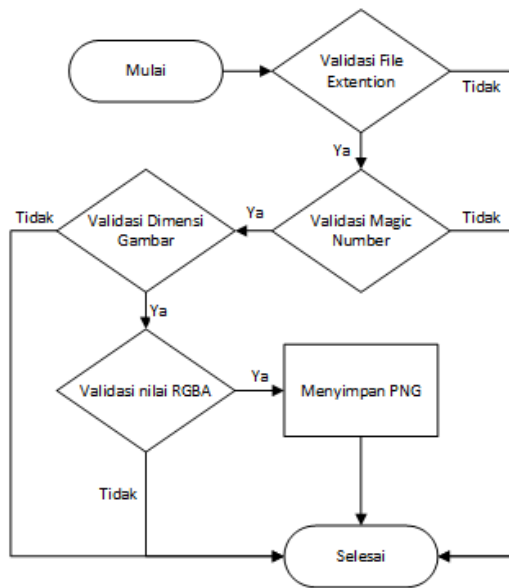 Mulai
Validasi File
Extention
Tidak
Ya
Tidak
Validasi Dimensi
Gambar
Ya
Validasi Magic
Number
Tidak
Ya
Validasi nilai RGBA
Ya
Menyimpan PNG
Tidak
Selesai